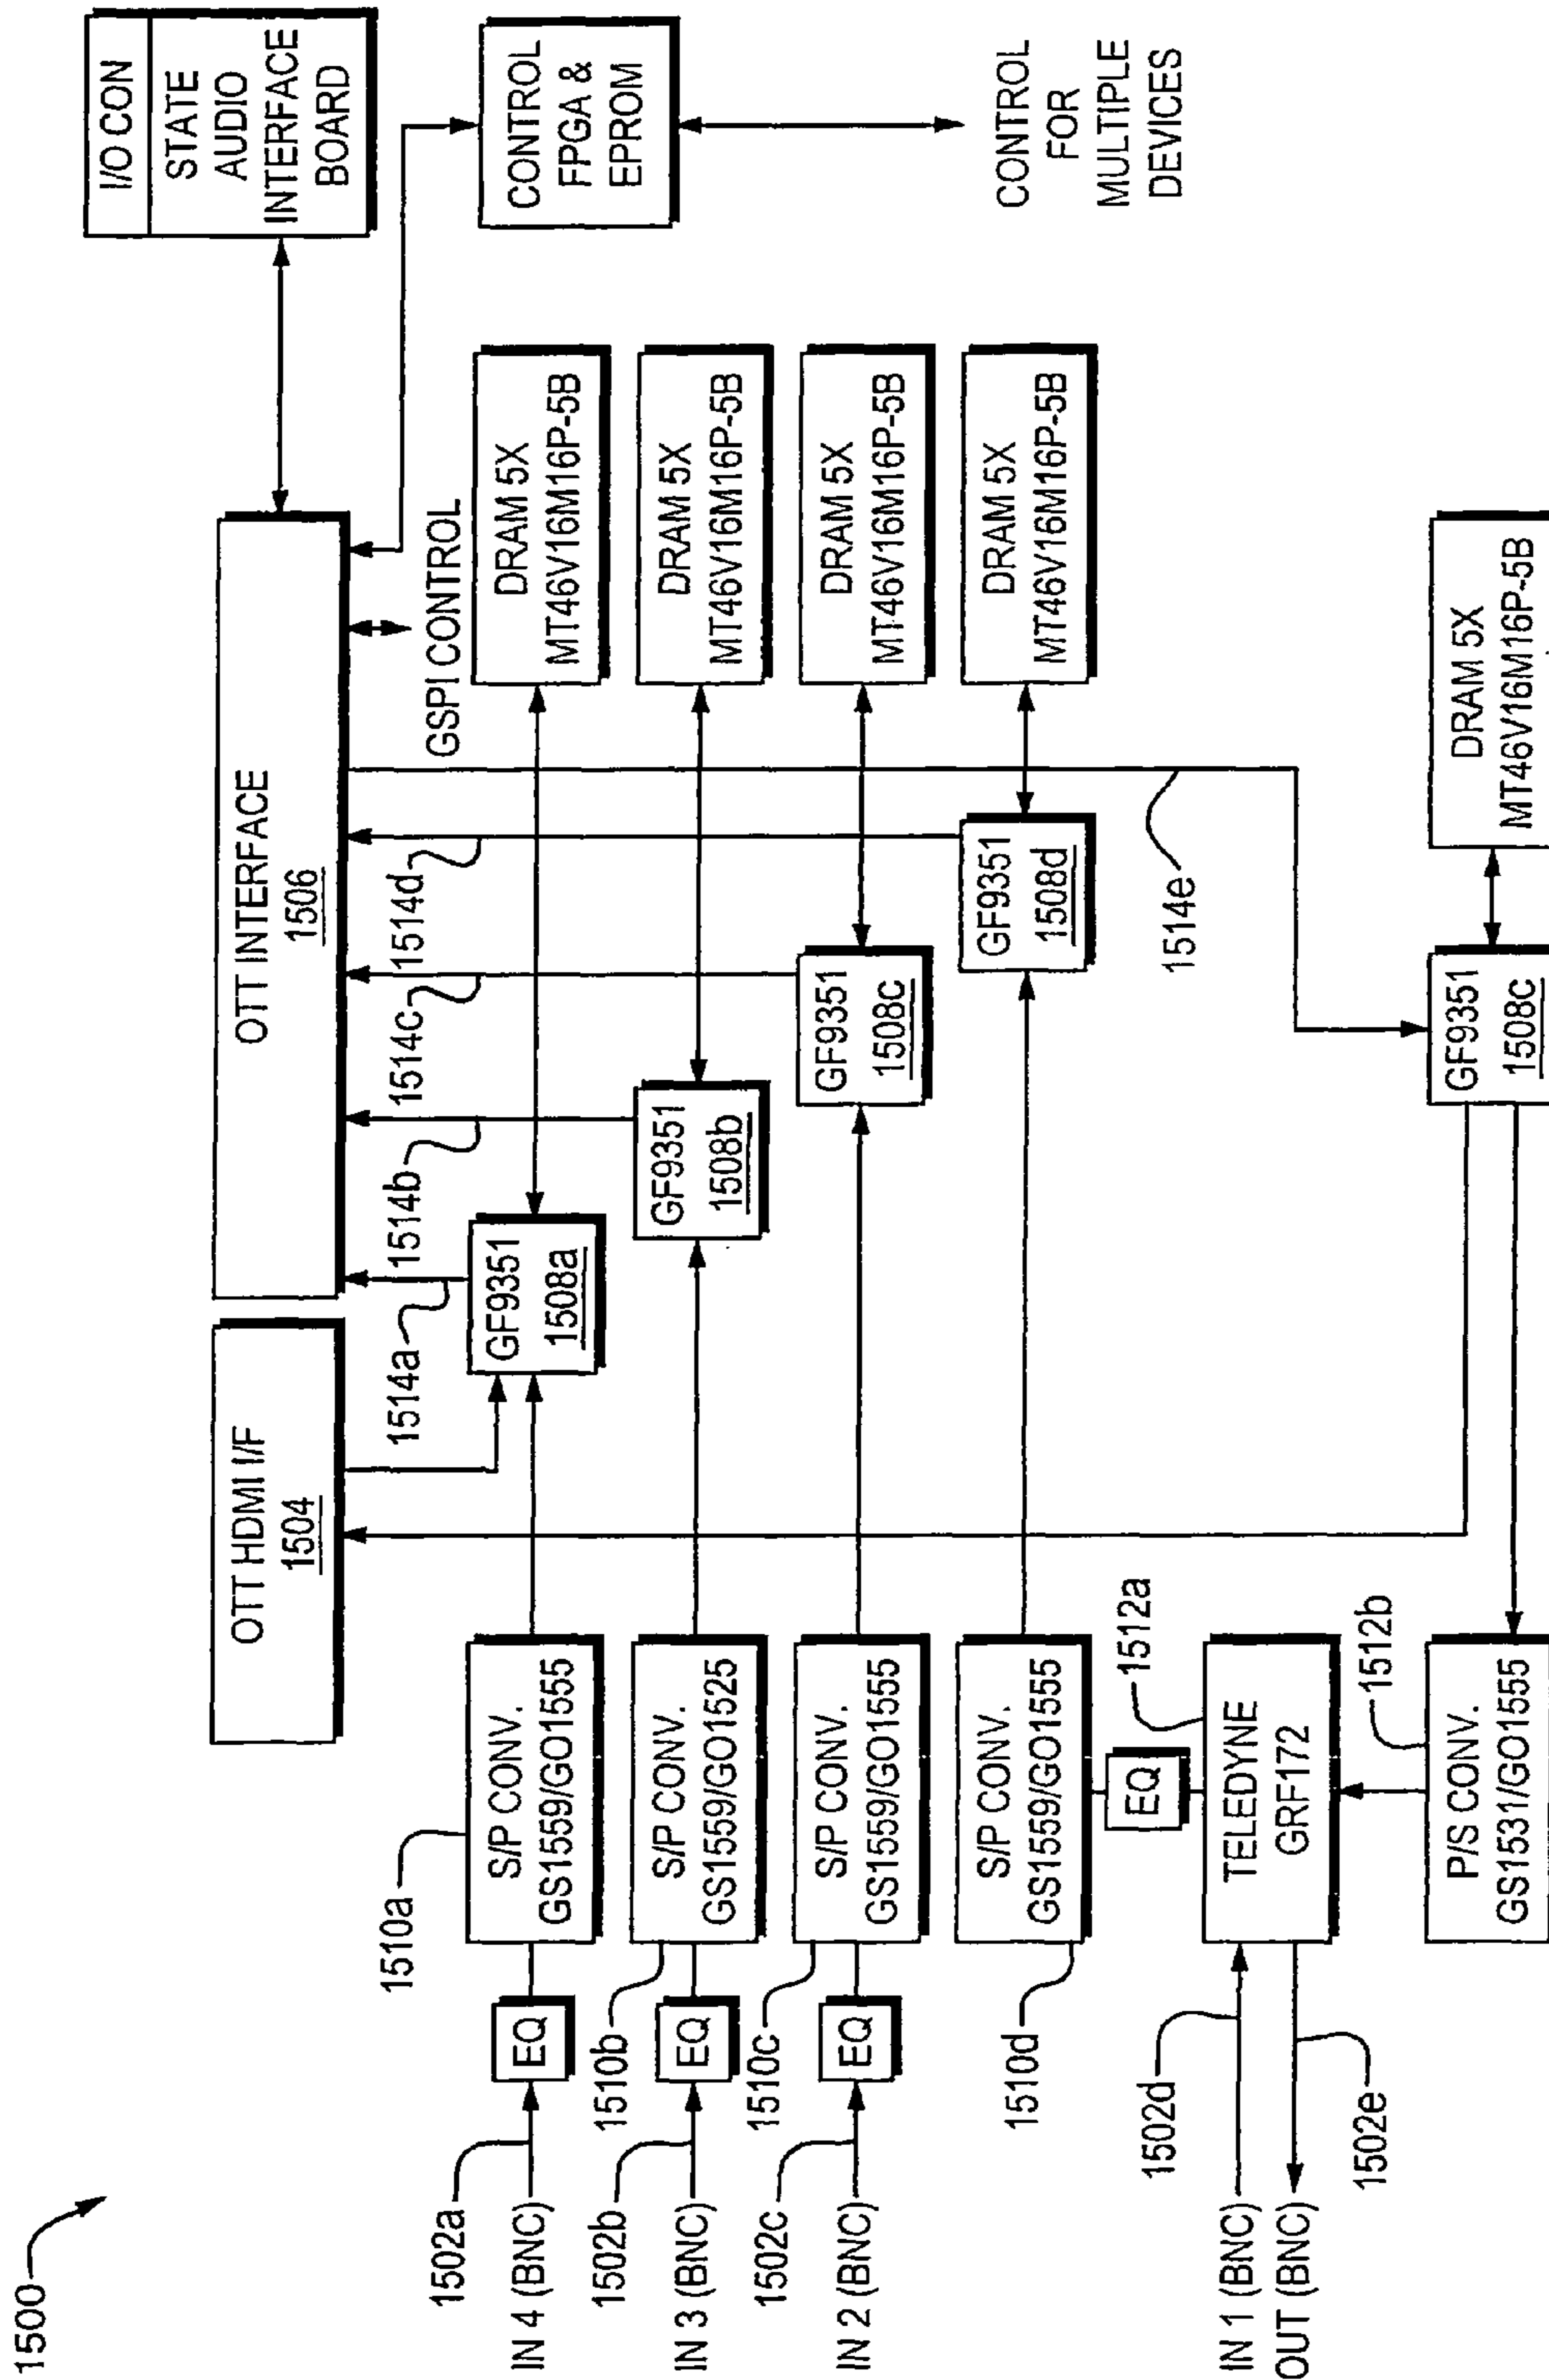 1500
OTT HDMI I/F
1504
OTT INTERFACE
1506
I/O CON
STATE
AUDIO
INTERFACE
BOARD
CONTROL
FPGA &
EPROM
CONTROL
FOR
MULTIPLE
DEVICES
GSPI CONTROL
1514a
1514b
1514c
1514d
1502a
IN 4 (BNC)
EQ
1510a
S/P CONV.
GS1559/GO1555
GF9351
1508a
DRAM 5X
MT46V16M16P-5B
1502b
IN 3 (BNC)
EQ
1510b
S/P CONV.
GS1559/GO1525
GF9351
1508b
DRAM 5X
MT46V16M16P-5B
1502c
IN 2 (BNC)
EQ
1510c
S/P CONV.
GS1559/GO1555
GF9351
1508c
DRAM 5X
MT46V16M16P-5B
1510d
S/P CONV.
GS1559/GO1555
GF9351
1508d
DRAM 5X
MT46V16M16P-5B
EQ
1512a
1514e
1502d
IN 1 (BNC)
OUT (BNC)
1502e
TELEDYNE
GRF172
1512b
P/S CONV.
GS1531/GO1555
GF9351
1508c
DRAM 5X
MT46V16M16P-5B